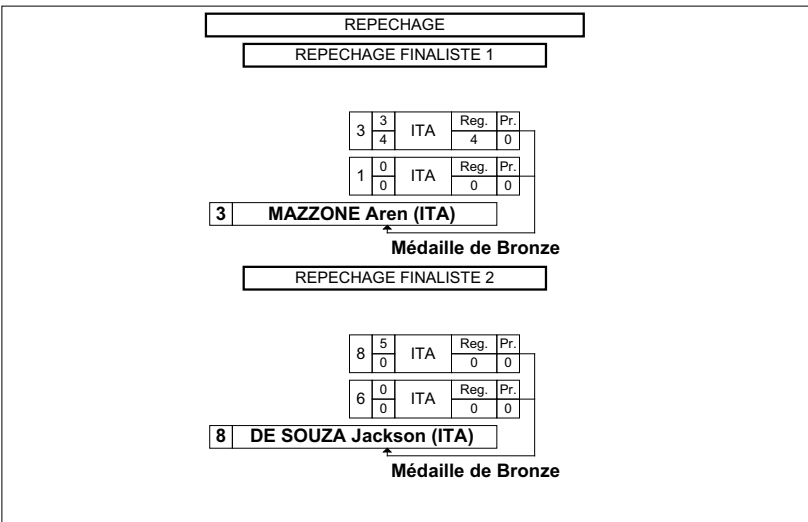 REPECHAGE
REPECHAGE FINALISTE 1
3 3 ITA Reg. Pr.
4 4 0
1 0 ITA Reg. Pr.
0 0 0
3 MAZZONE Aren (ITA)
Médaille de Bronze
REPECHAGE FINALISTE 2
8 5 ITA Reg. Pr.
0 0 0
6 0 ITA Reg. Pr.
0 0 0
8 DE SOUZA Jackson (ITA)
Médaille de Bronze